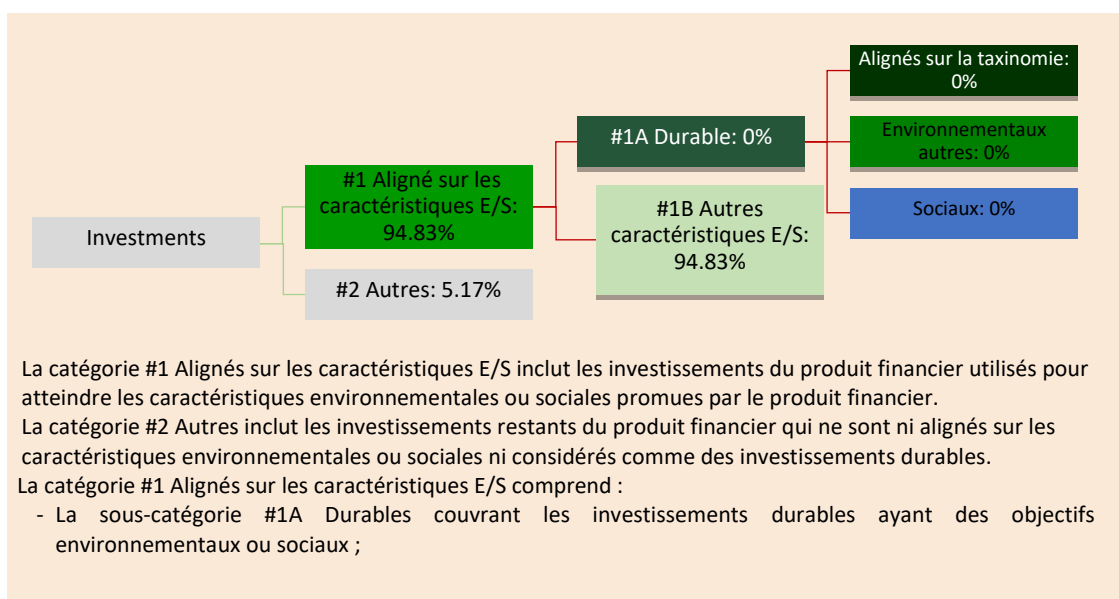 Investments
#1 Aligné sur les
caractéristiques E/S:
94.83%
#2 Autres: 5.17%
#1A Durable: 0%
#1B Autres
caractéristiques E/S:
94.83%
Alignés sur la taxinomie:
0%
Environnementaux
autres: 0%
Sociaux: 0%
La catégorie #1 Alignés sur les caractéristiques E/S inclut les investissements du produit financier utilisés pour
atteindre les caractéristiques environnementales ou sociales promues par le produit financier.
La catégorie #2 Autres inclut les investissements restants du produit financier qui ne sont ni alignés sur les
caractéristiques environnementales ou sociales ni considérés comme des investissements durables.
La catégorie #1 Alignés sur les caractéristiques E/S comprend :
- La sous-catégorie #1A Durables couvrant les investissements durables ayant des objectifs
environnementaux ou sociaux ;